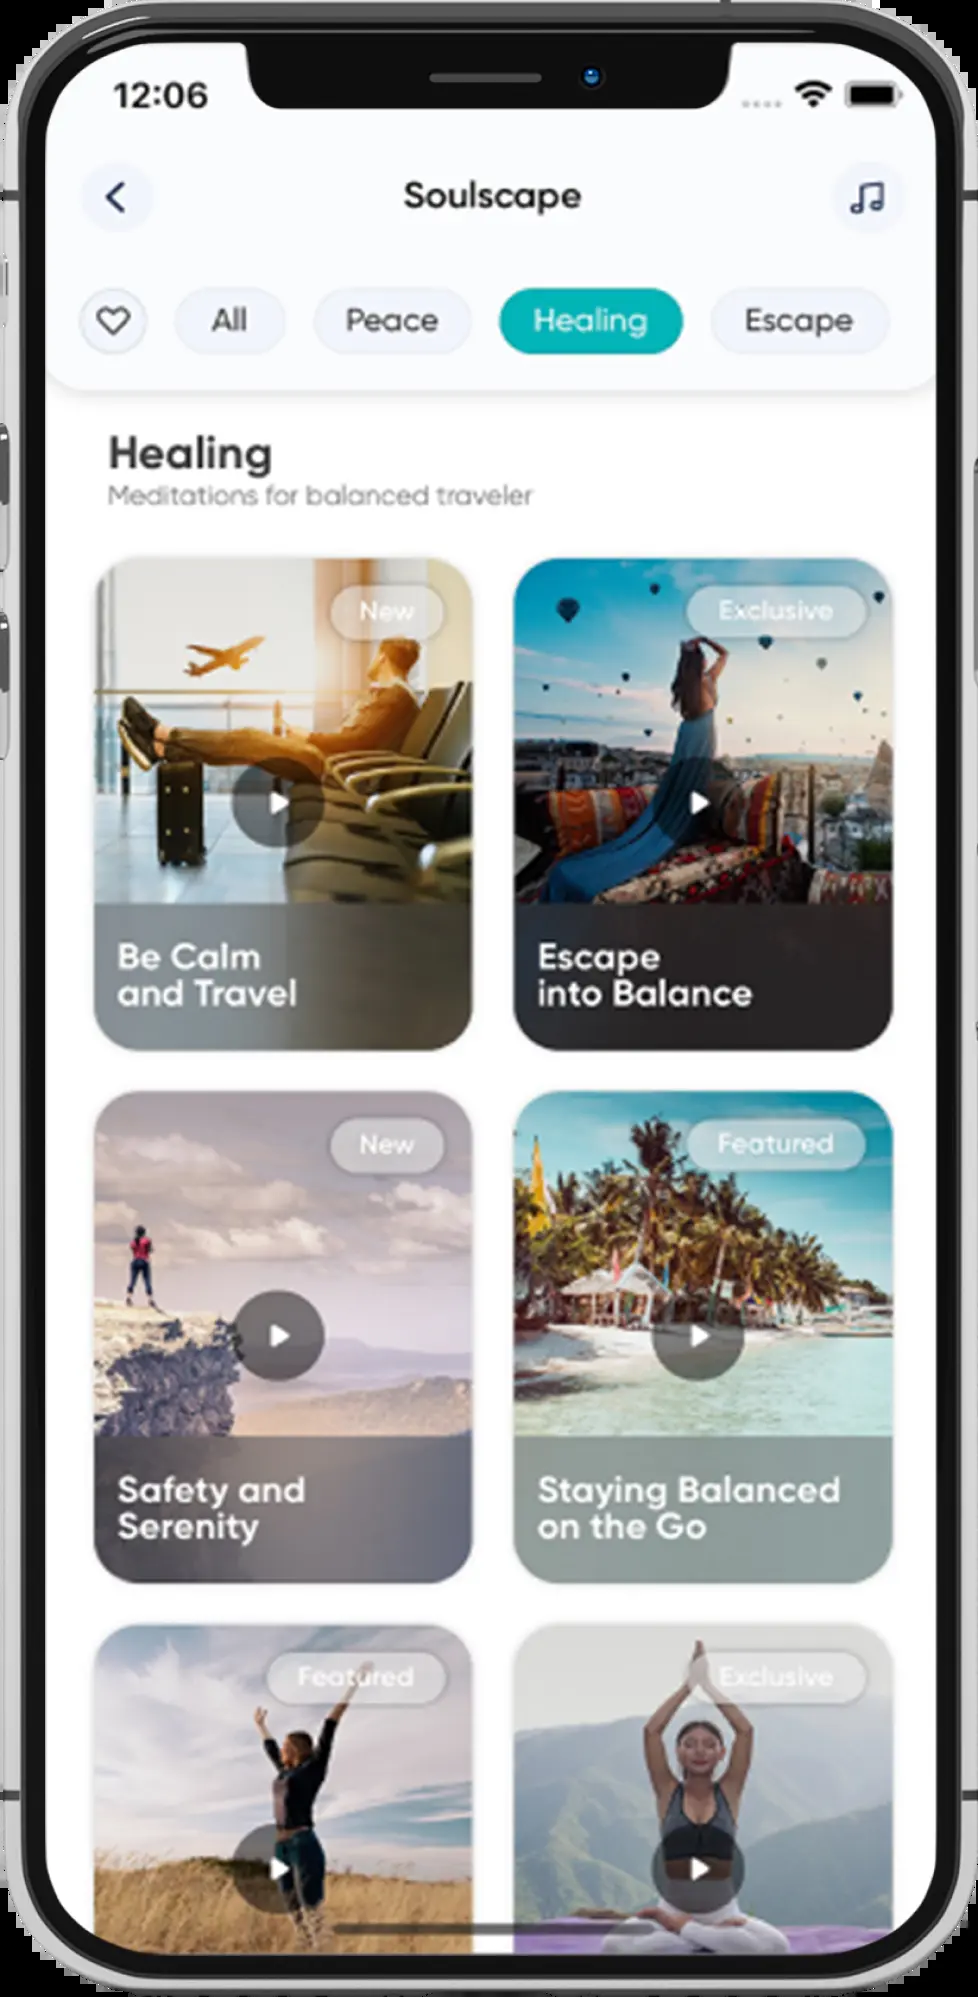 12:06
Soulscape
All
Peace
Healing
Escape
Healing
Meditations for balanced traveler
New
Exclusive
Be Calm
and Travel
Escape
into Balance
New
Featured
Safety and
Serenity
Staying Balanced
on the Go
Featured
Exclusive